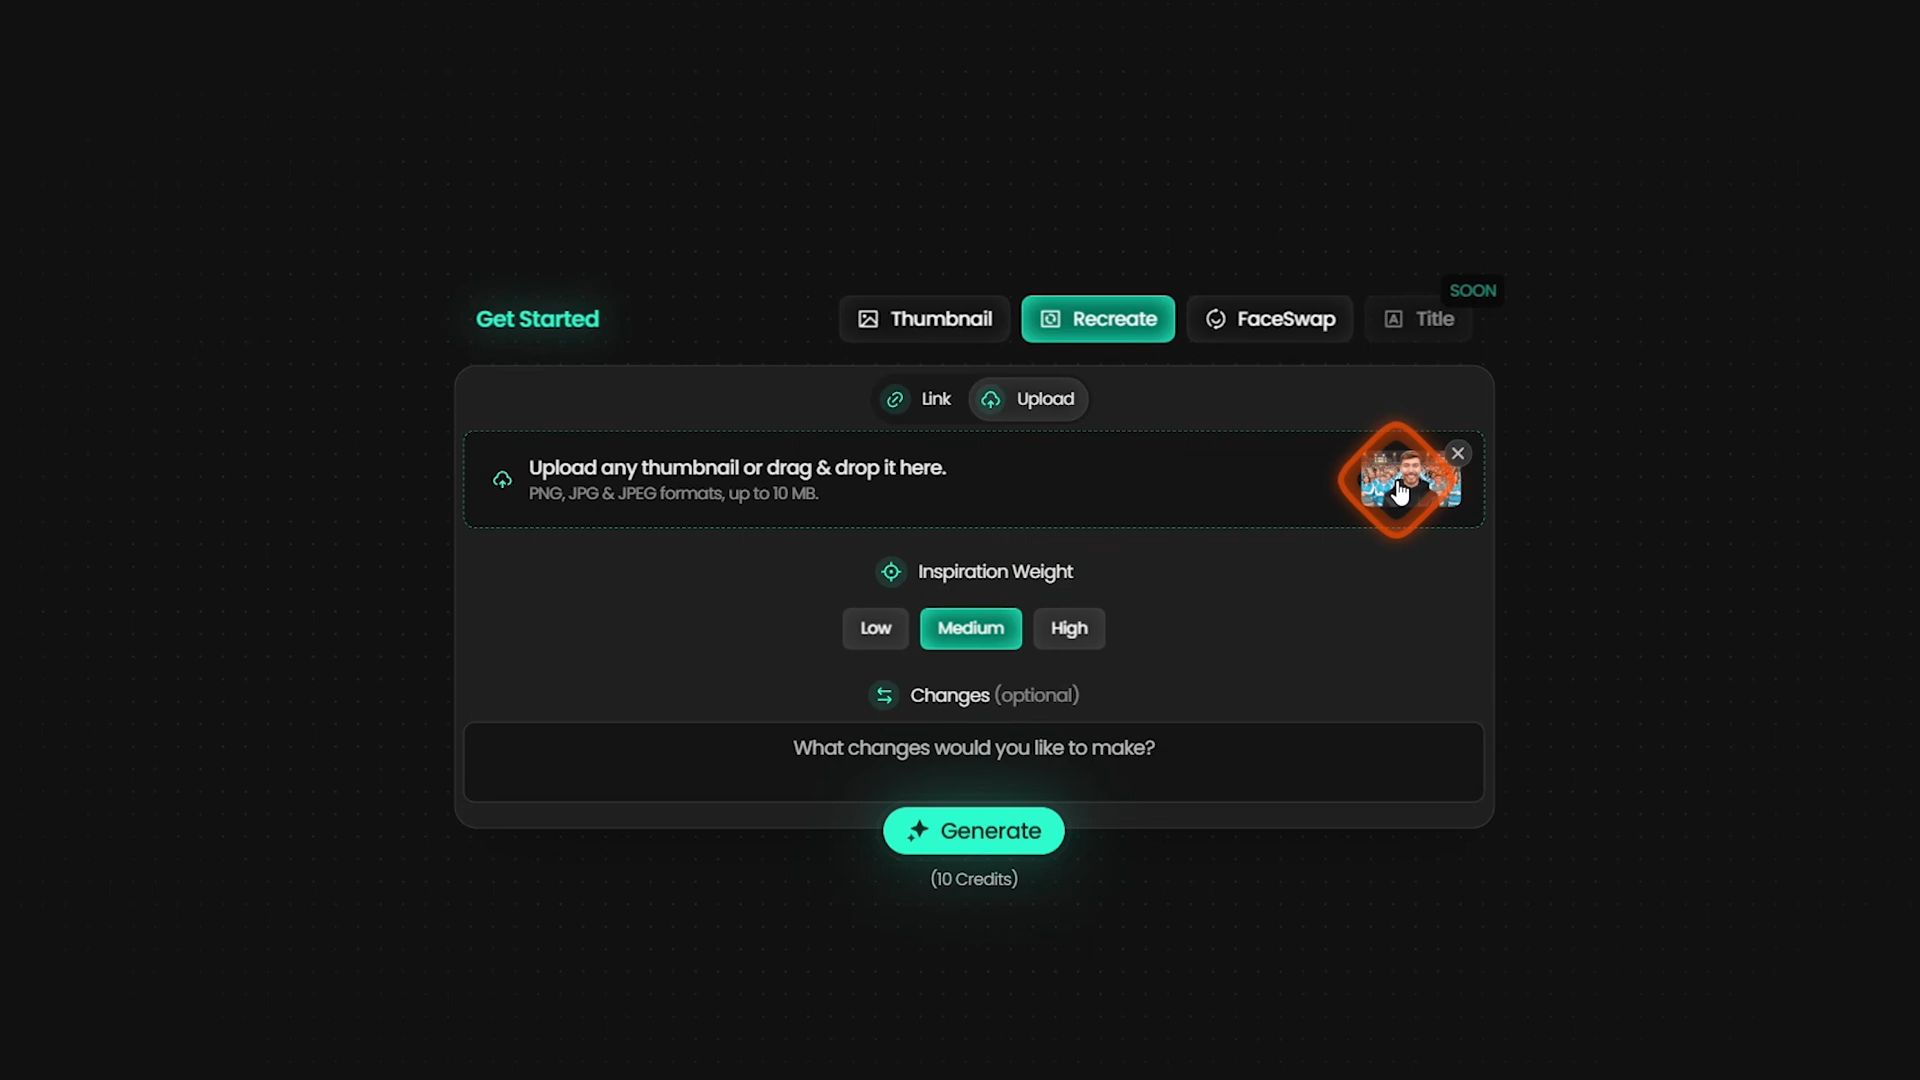 SOON
Get Started
Thumbnail
Recreate
FaceSwap
Title
Link
Upload
Upload any thumbnail or drag & drop it here.
PNG, JPG & JPEG formats, up to 10 MB.
Inspiration Weight
Low
Medium
High
Changes (optional)
What changes would you like to make?
Generate
(10 Credits)